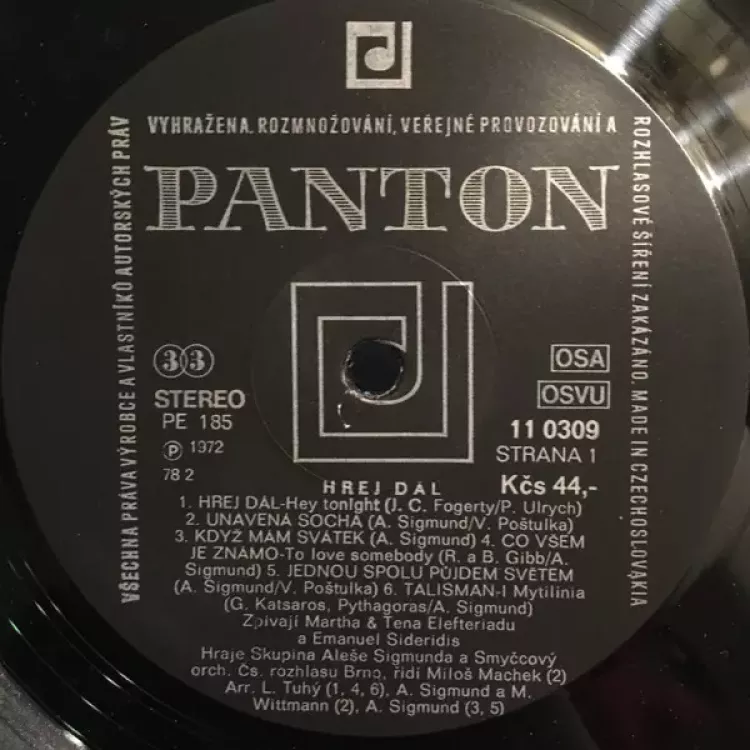 VŠECHNA PRÁVA VÝROBCE A VLASTNÍKŮ AUTORSKÝCH PRÁV
VYHRAŽENA. ROZMNOŽOVÁNÍ, VEŘEJNÉ PROVOZOVÁNÍ A
ROZHLASOVÉ ŠÍŘENÍ ZAKÁZÁNO. MADE IN CZECHOSLOVAKIA
PANTON
33
STEREO
PE 185
Ⓟ 1972
78 2
OSA
OSVU
11 0309
STRANA 1
Kčs 44,-
HREJ DÁL
1. HREJ DÁL-Hey tonight (J. C. Fogerty/P. Ulrych)
2. UNAVENÁ SOCHA (A. Sigmund/V. Poštulka)
3. KDYŽ MÁM SVÁTEK (A. Sigmund) 4. CO VŠEM
JE ZNÁMO-To love somebody (R. a B. Gibb/A.
Sigmund) 5. JEDNOU SPOLU PŮJDEM SVĚTEM
(A. Sigmund/V. Poštulka) 6. TALISMAN-I Mytilinia
(G. Katsaros, Pythagoras/A. Sigmund)
Zpívají Martha & Tena Elefteriadu
a Emanuel Sideridis
Hraje Skupina Aleše Sigmunda a Smyčcový
orch. Čs. rozhlasu Brno, řídí Miloš Machek (2)
Arr. L. Tuhý (1, 4, 6), A. Sigmund a M.
Wittmann (2), A. Sigmund (3, 5)